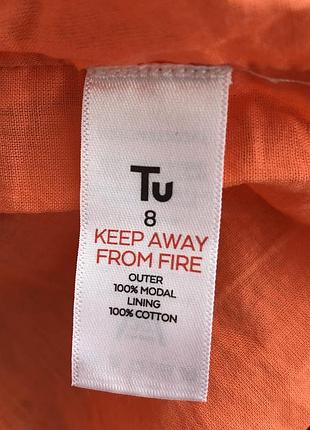 Tu
8
KEEP AWAY
FROM FIRE
OUTER
100% MODAL
LINING
100% COTTON